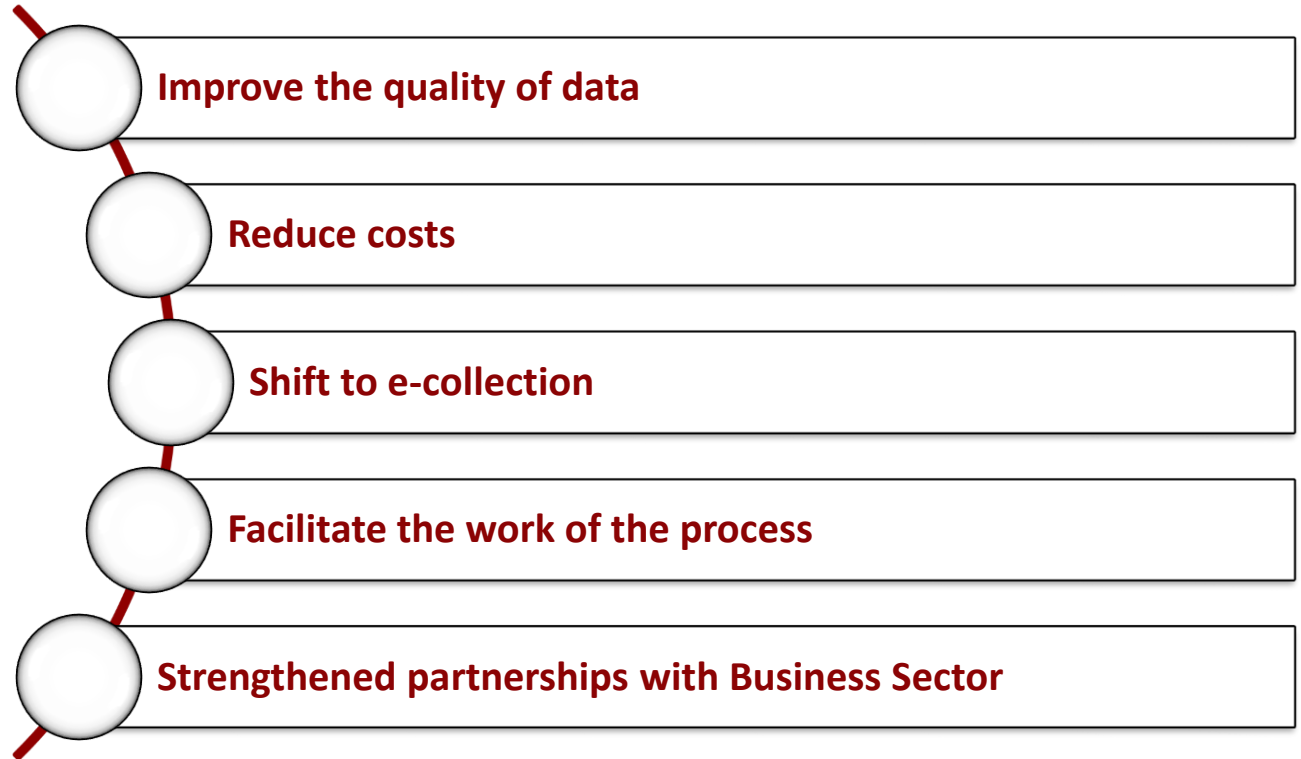 Improve the quality of data
Reduce costs
Shift to e-collection
Facilitate the work of the process
Strengthened partnerships with Business Sector